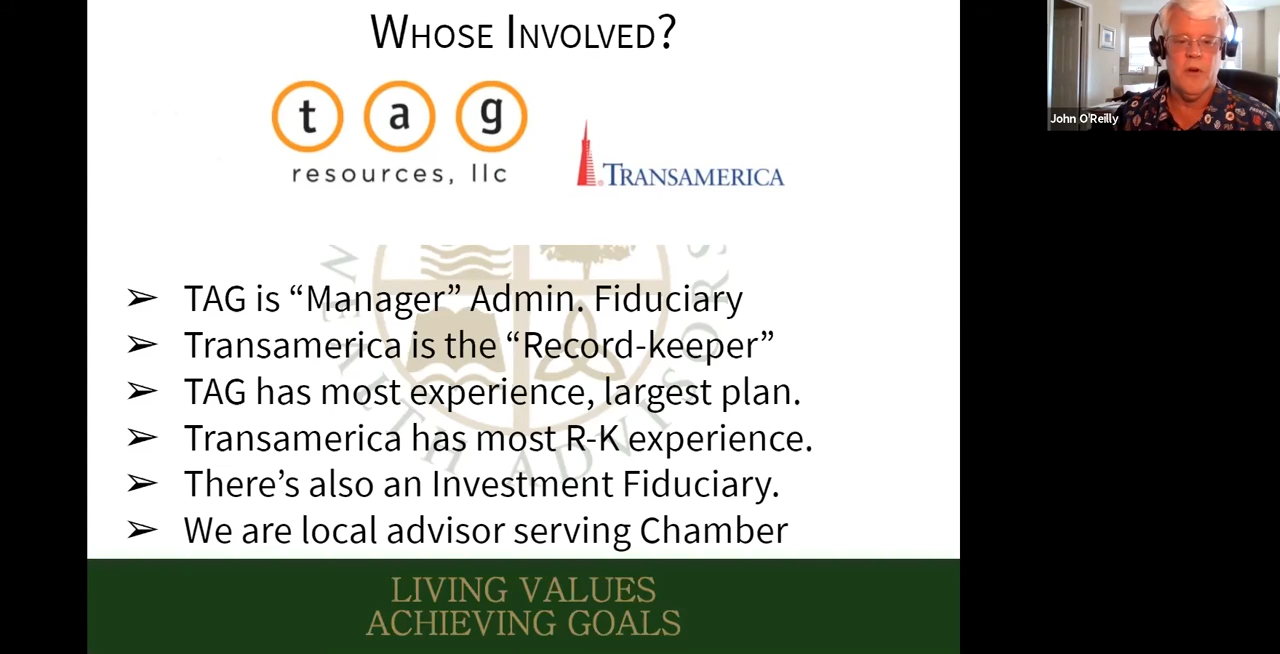 WHOSE INVOLVED?
tag
resources, llc
TRANSAMERICA
John O'Reilly
➢ TAG is “Manager” Admin. Fiduciary
➢ Transamerica is the “Record-keeper”
➢ TAG has most experience, largest plan.
➢ Transamerica has most R-K experience.
➢ There’s also an Investment Fiduciary.
➢ We are local advisor serving Chamber
LIVING VALUES
ACHIEVING GOALS